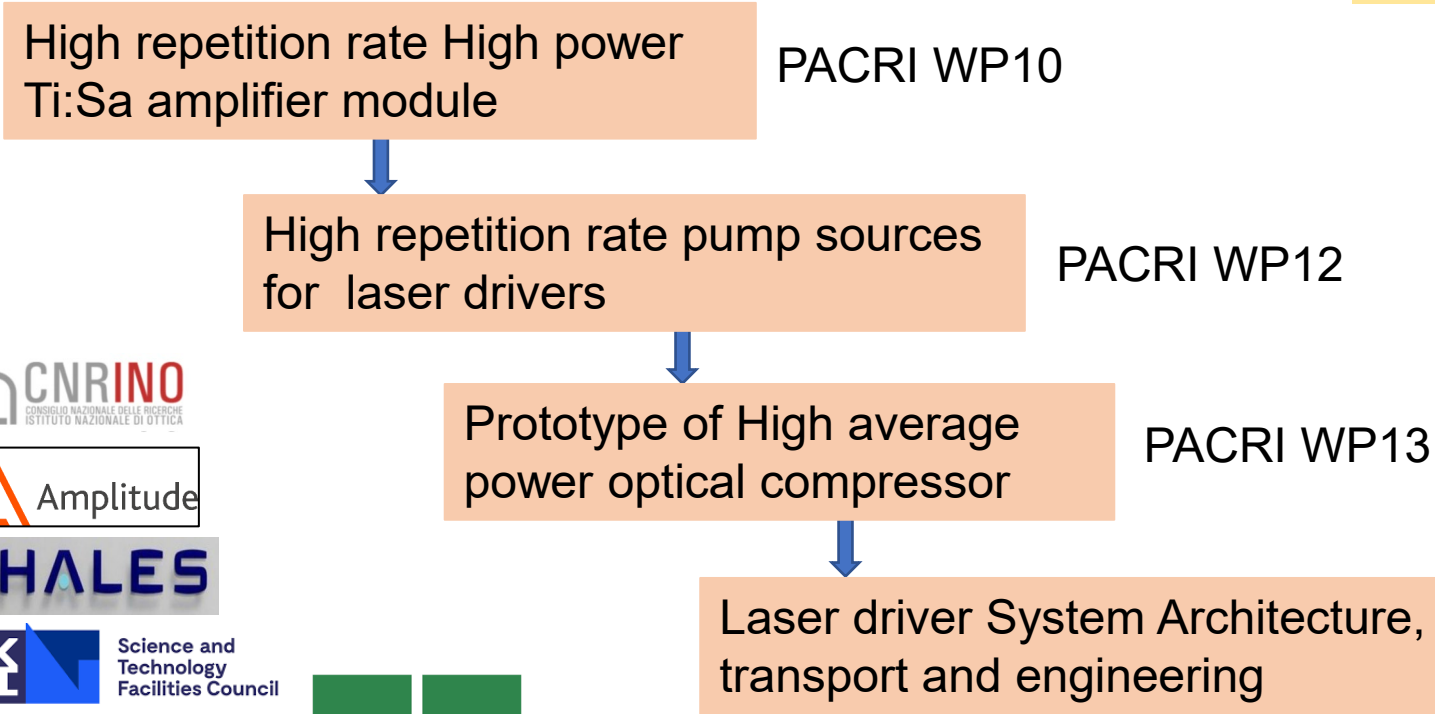 High repetition rate High power
Ti:Sa amplifier module
PACRI WP10
High repetition rate pump sources
for laser drivers
PACRI WP12
CNRINO
CONSIGLIO NAZIONALE DELLE RICERCHE
ISTITUTO NAZIONALE DI OTTICA
Prototype of High average
power optical compressor
PACRI WP13
Amplitude
HALES
Science and
Technology
Facilities Council
Laser driver System Architecture,
transport and engineering